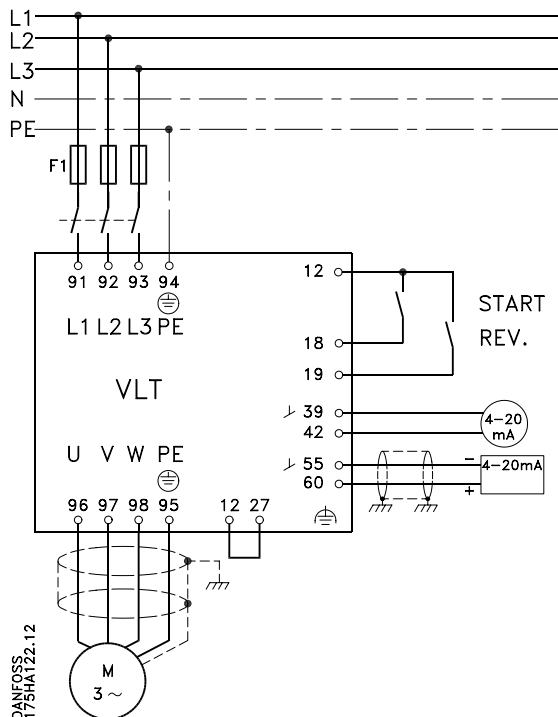 L1
L2
L3
N
PE
F1
91 92 93 94
L1 L2 L3 PE
12
START
18
REV.
19
VLT
39
4-20
mA
42
U V W PE
55
-
4-20mA
60
+
96 97 98 95
12 27
M
3 ~
DANFOSS
175HA122.12